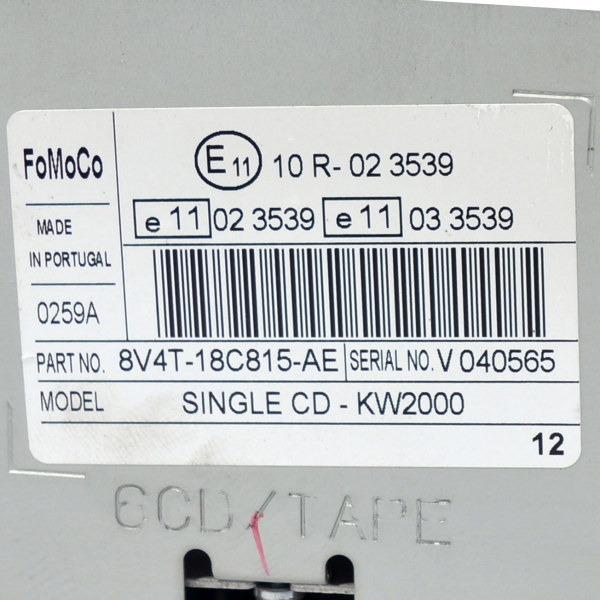 FoMoCo
MADE
IN PORTUGAL
0259A
E11 10 R- 02 3539
e 11 02 3539 e 11 03 3539
PART NO. 8V4T-18C815-AE SERIAL NO. V 040565
MODEL SINGLE CD - KW2000
12
6CD/TAPE